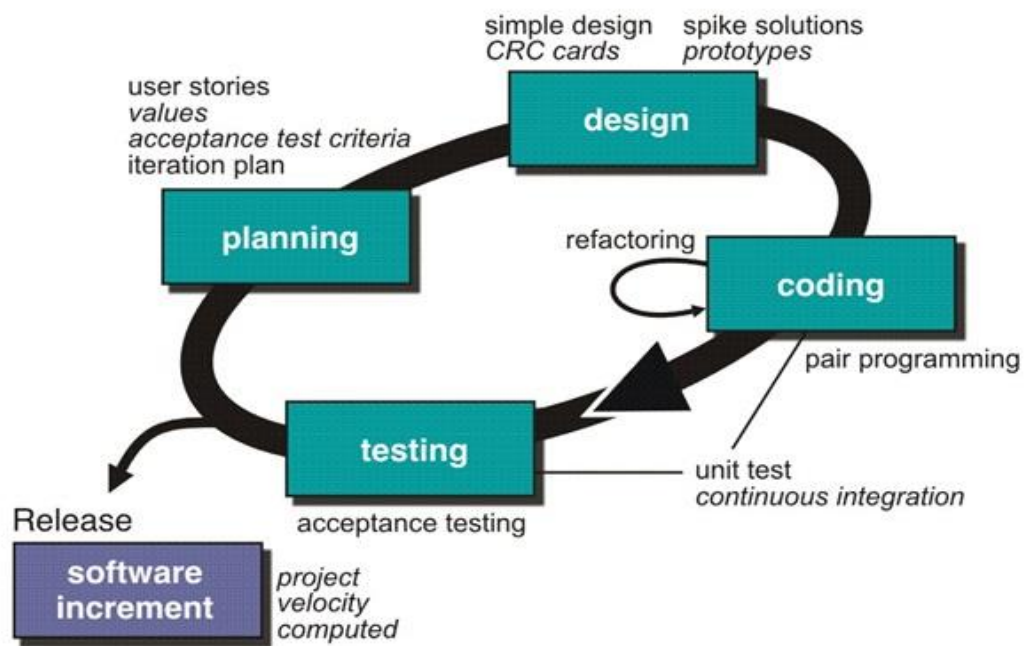 simple design
CRC cards
spike solutions
prototypes
user stories
values
acceptance test criteria
iteration plan
design
planning
refactoring
coding
pair programming
testing
unit test
continuous integration
acceptance testing
Release
software
increment
project
velocity
computed